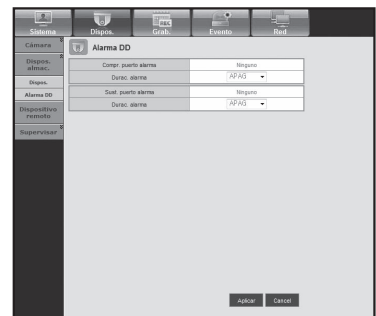 Sistema
Dispos.
Grab.
Evento
Red
REC
Cámara
Dispos.
almac.
Dispos.
Alarma DD
Dispositivo
remoto
Supervisar
Alarma DD
Compr. puerto alarma Ninguno
Durac. alarma APAG
Sust. puerto alarma Ninguno
Durac. alarma APAG
Aplicar Cancel